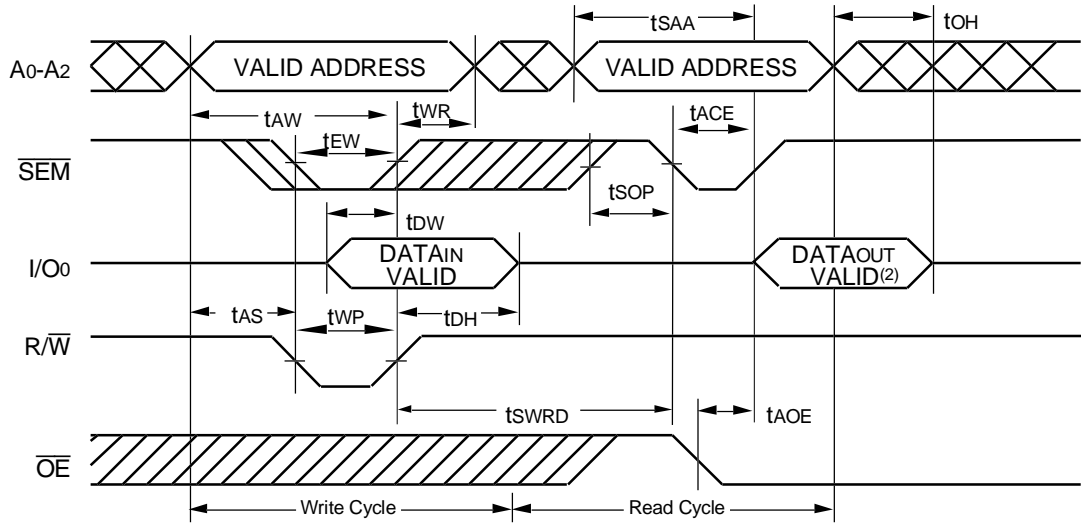 tSAA
tOH
A0-A2
VALID ADDRESS
VALID ADDRESS
tAW
tWR
tACE
tEW
SEM
tSOP
tDW
I/O0
DATAIN
VALID
DATAOUT
VALID(2)
tAS
tWP
tDH
R/W
tSWRD
tAOE
OE
Write Cycle
Read Cycle